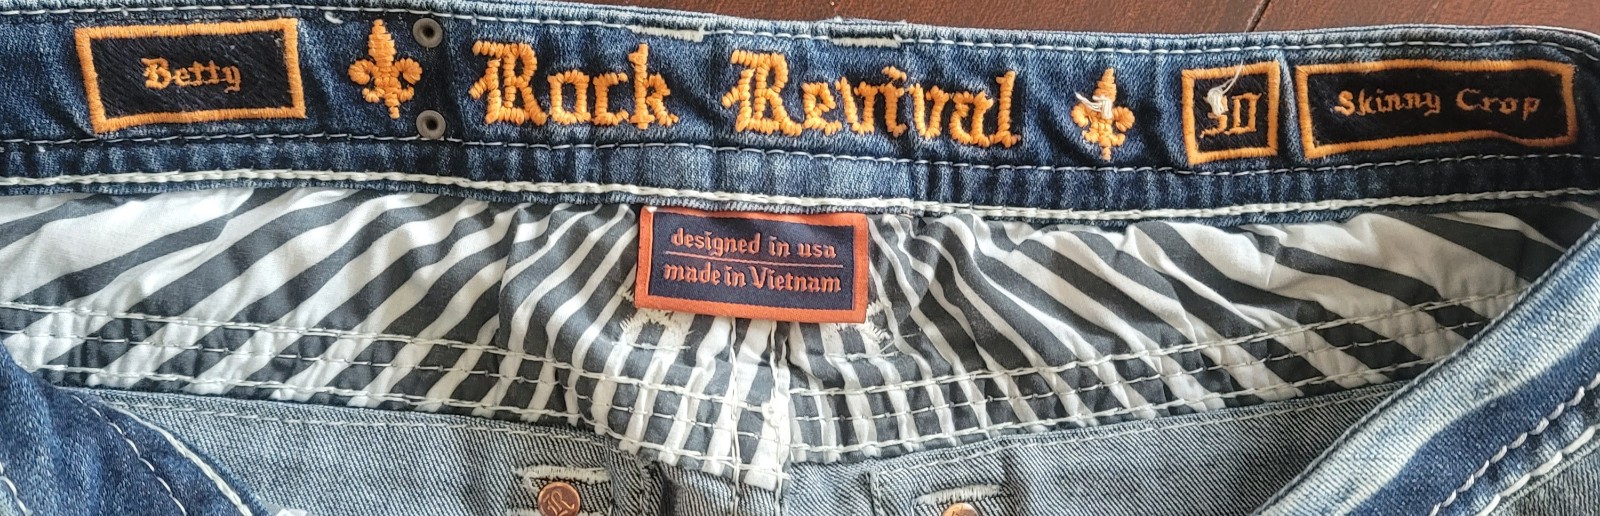 Betty
Rock Revival
30
Skinny Crop
designed in usa
made in Vietnam
R